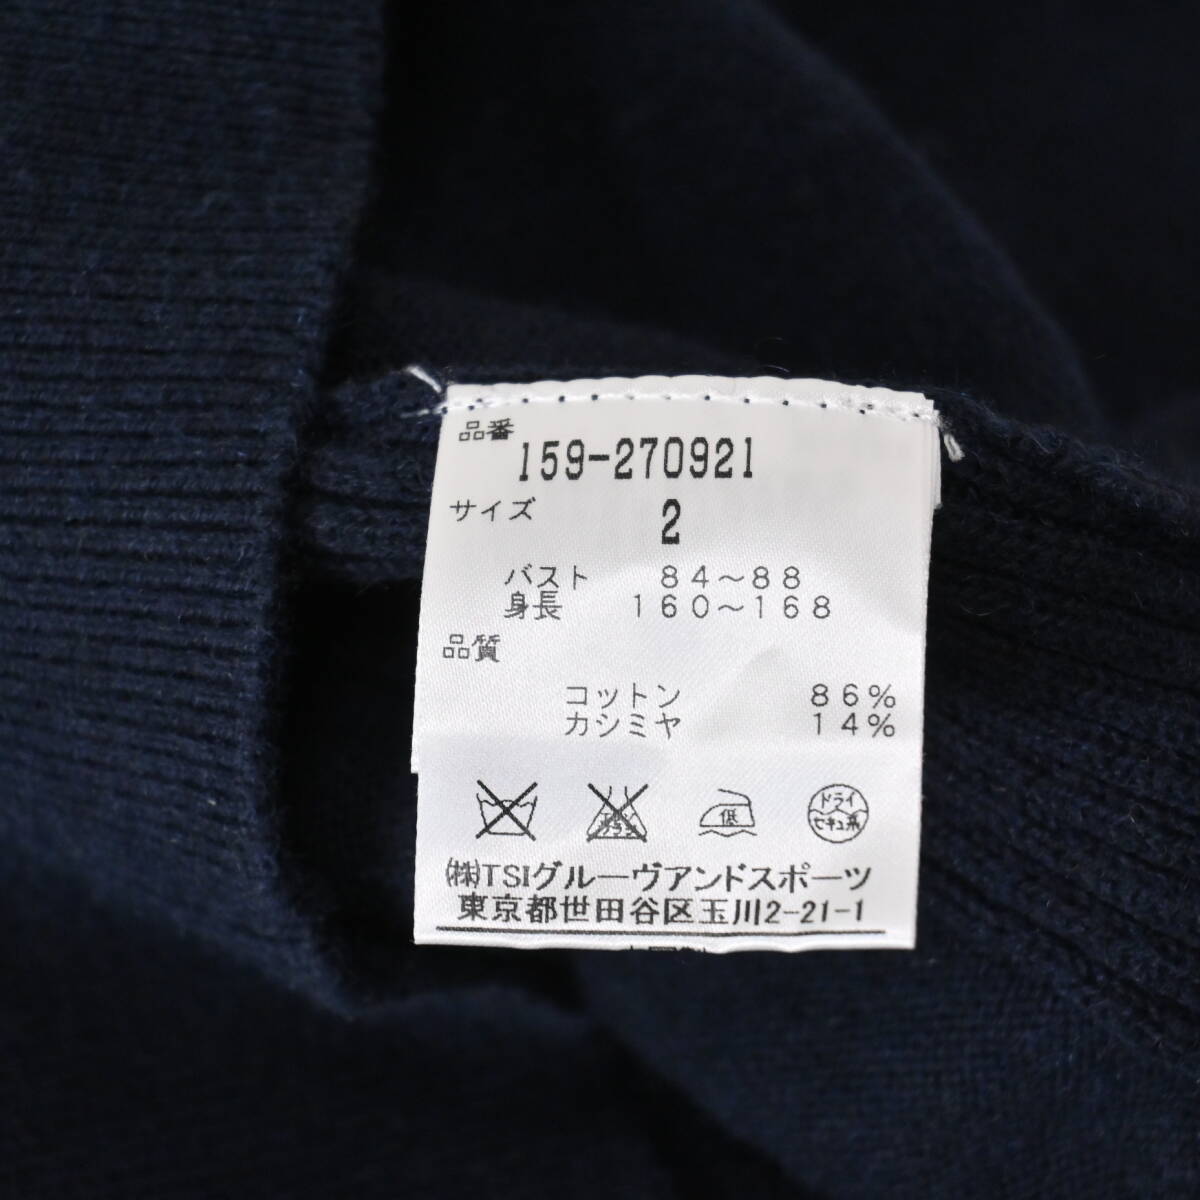 品番
159-270921
サイズ 2
バスト 84～88
身長 160～168
品質
コットン 86%
カシミヤ 14%
低
ドライ
セキユ系
㈱TSIグルーヴアンドスポーツ
東京都世田谷区玉川2-21-1